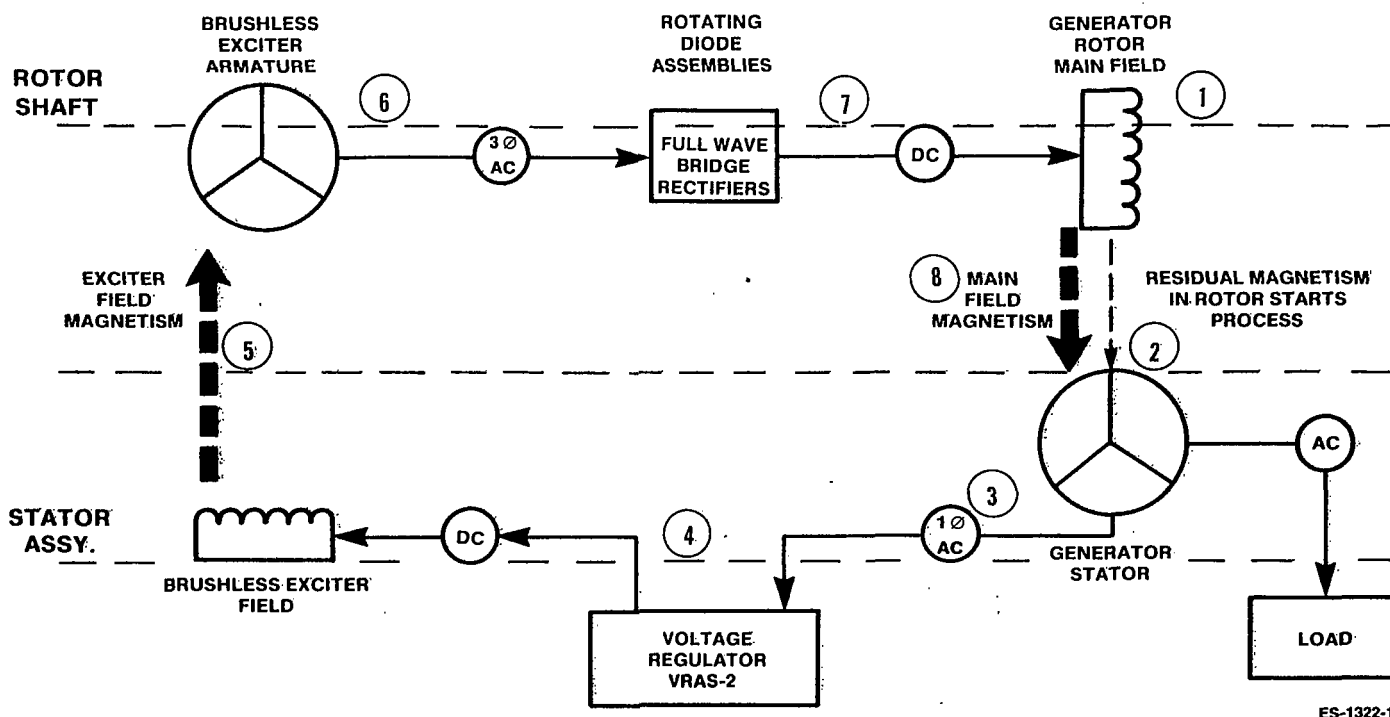 BRUSHLESS
EXCITER
ARMATURE
ROTATING
DIODE
ASSEMBLIES
GENERATOR
ROTOR
MAIN FIELD
ROTOR
SHAFT
6
7
1
3 Ø
AC
FULL WAVE
BRIDGE
RECTIFIERS
DC
EXCITER
FIELD
MAGNETISM
5
8
MAIN
FIELD
MAGNETISM
RESIDUAL MAGNETISM
IN ROTOR STARTS
PROCESS
2
AC
STATOR
ASSY.
DC
4
3
1 Ø
AC
GENERATOR
STATOR
BRUSHLESS EXCITER
FIELD
VOLTAGE
REGULATOR
VRAS-2
LOAD
ES-1322-1